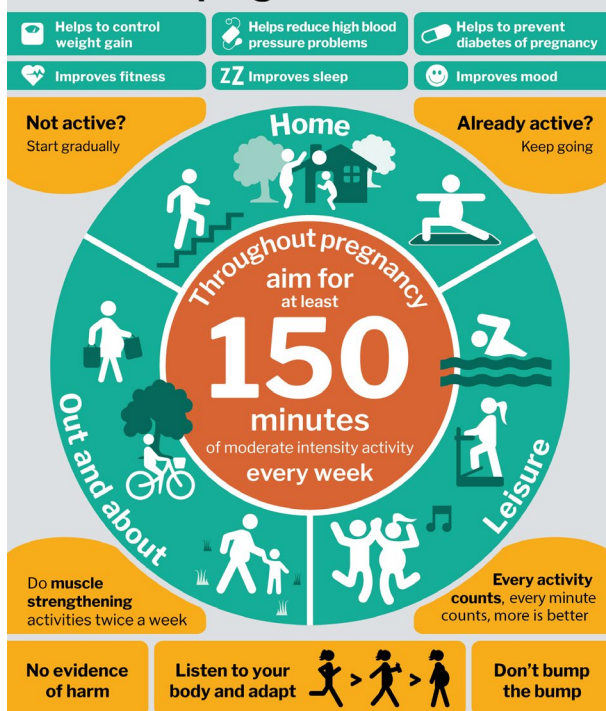 Helps to control
weight gain
Helps reduce high blood
pressure problems
Helps to prevent
diabetes of pregnancy
Improves fitness
ZZ Improves sleep
Improves mood
Not active?
Start gradually
Already active?
Keep going
Home
Throughout pregnancy
aim for
at least
150
minutes
of moderate intensity activity
every week
Out and about
Leisure
Do muscle
strengthening
activities twice a week
Every activity
counts, every minute
counts, more is better
No evidence
of harm
Listen to your
body and adapt
>
>
Don't bump
the bump